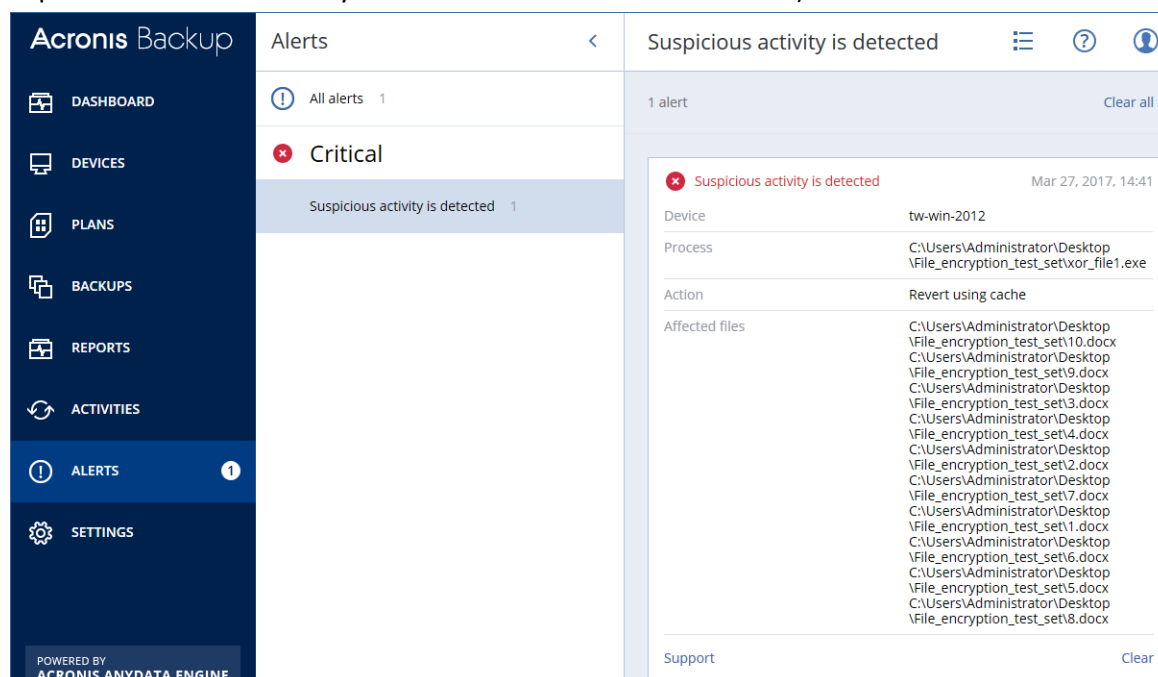 Acronis Backup
DASHBOARD
DEVICES
PLANS
BACKUPS
REPORTS
ACTIVITIES
ALERTS 1
SETTINGS
POWERED BY
ACRONIS ANYDATA ENGINE
Alerts
All alerts 1
Critical
Suspicious activity is detected 1
Suspicious activity is detected
1 alert Clear all
Suspicious activity is detected Mar 27, 2017, 14:41
Device tw-win-2012
Process C:\Users\Administrator\Desktop
\File_encryption_test_set\xor_file1.exe
Action Revert using cache
Affected files C:\Users\Administrator\Desktop
\File_encryption_test_set\10.docx
C:\Users\Administrator\Desktop
\File_encryption_test_set\9.docx
C:\Users\Administrator\Desktop
\File_encryption_test_set\3.docx
C:\Users\Administrator\Desktop
\File_encryption_test_set\4.docx
C:\Users\Administrator\Desktop
\File_encryption_test_set\2.docx
C:\Users\Administrator\Desktop
\File_encryption_test_set\7.docx
C:\Users\Administrator\Desktop
\File_encryption_test_set\1.docx
C:\Users\Administrator\Desktop
\File_encryption_test_set\6.docx
C:\Users\Administrator\Desktop
\File_encryption_test_set\5.docx
C:\Users\Administrator\Desktop
\File_encryption_test_set\8.docx
Support Clear